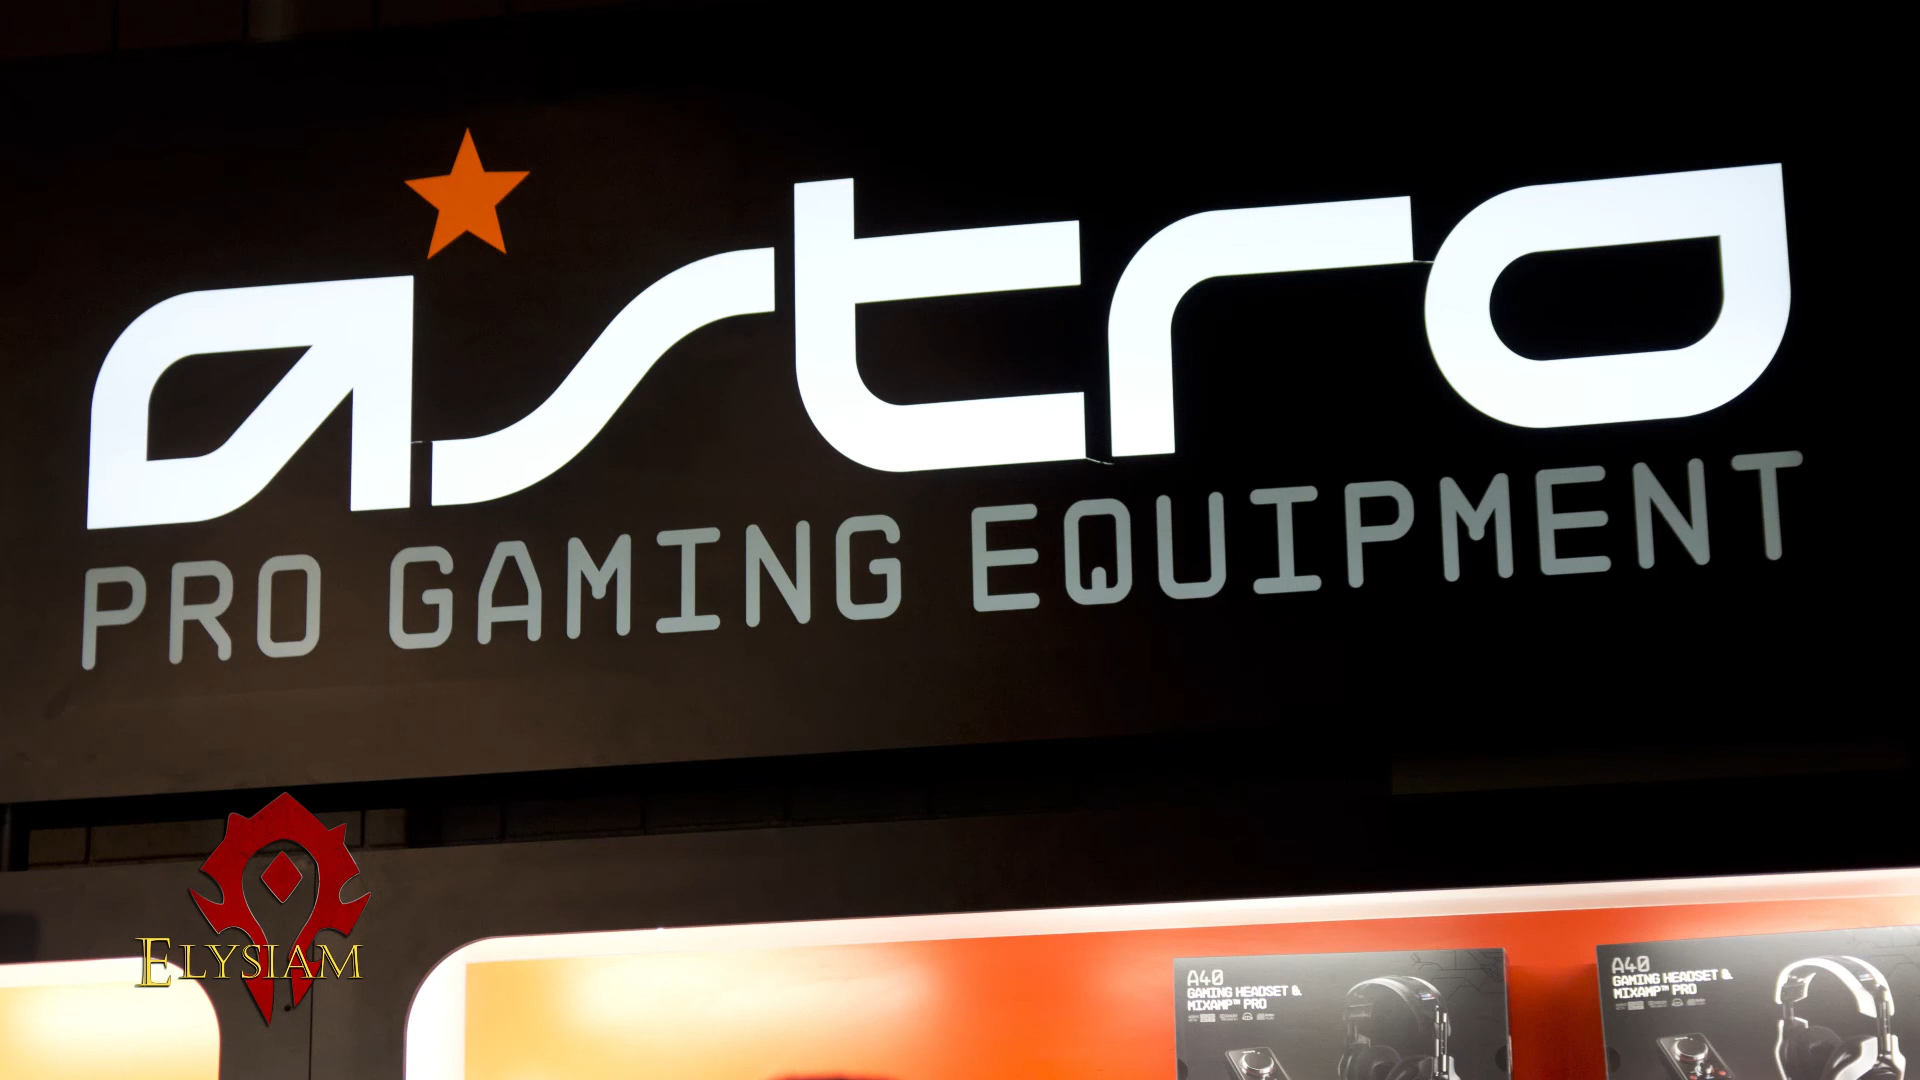 astro
PRO GAMING EQUIPMENT
ELYSIAM
A40
GAMING HEADSET &
MIXAMP™ PRO
A40
GAMING HEADSET &
MIXAMP™ PRO